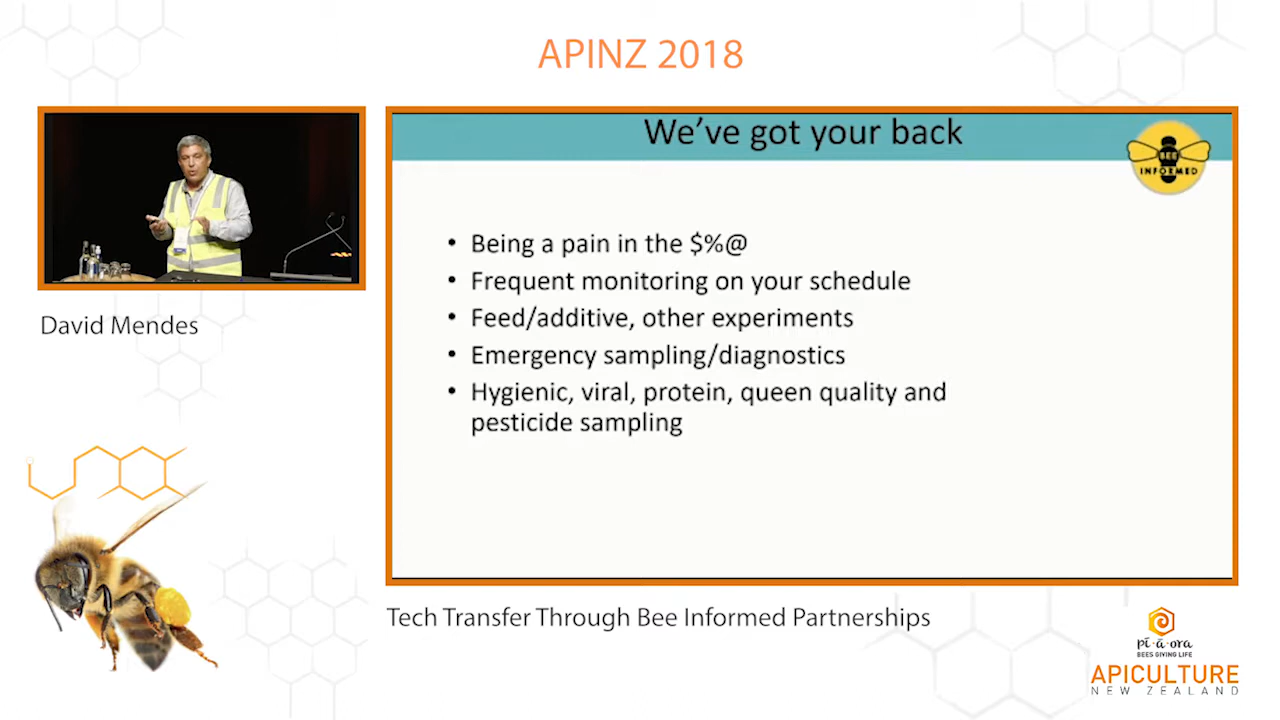 APINZ 2018
David Mendes
We've got your back
BEE
INFORMED
• Being a pain in the $%@
• Frequent monitoring on your schedule
• Feed/additive, other experiments
• Emergency sampling/diagnostics
• Hygienic, viral, protein, queen quality and
pesticide sampling
Tech Transfer Through Bee Informed Partnerships
pī·ā·ora
BEES GIVING LIFE
APICULTURE
NEW ZEALAND